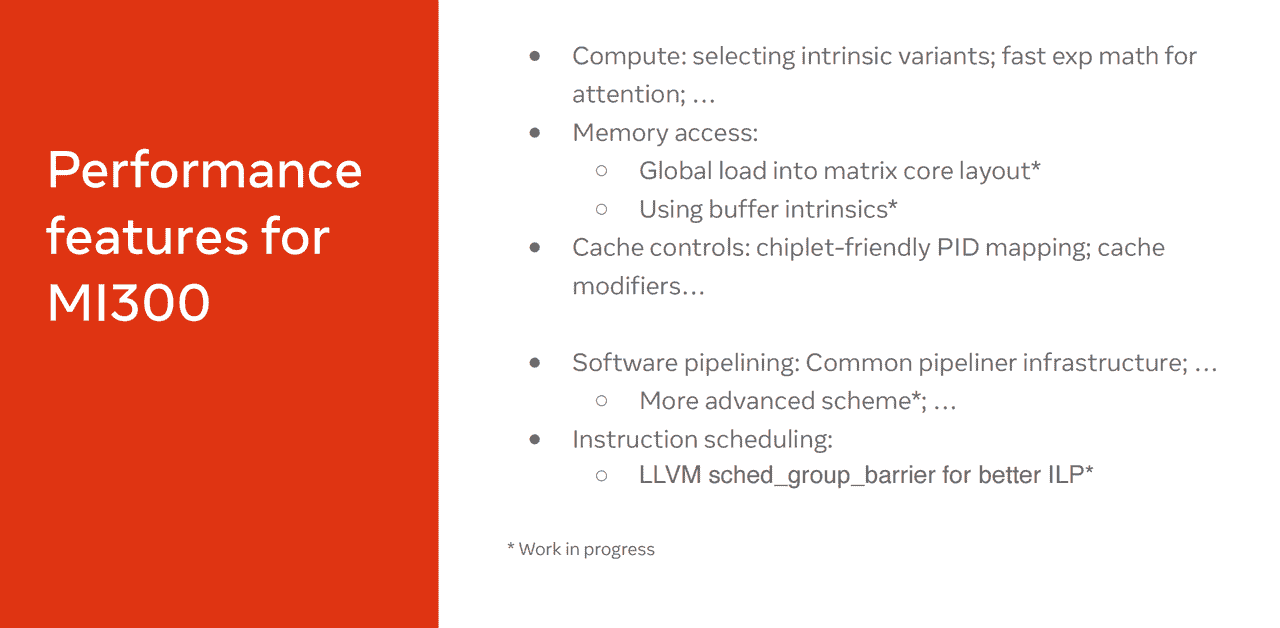 Performance
features for
MI300
● Compute: selecting intrinsic variants; fast exp math for
attention; …
● Memory access:
○ Global load into matrix core layout*
○ Using buffer intrinsics*
● Cache controls: chiplet-friendly PID mapping; cache
modifiers…
● Software pipelining: Common pipeliner infrastructure; …
○ More advanced scheme*; …
● Instruction scheduling:
○ LLVM sched_group_barrier for better ILP*
* Work in progress